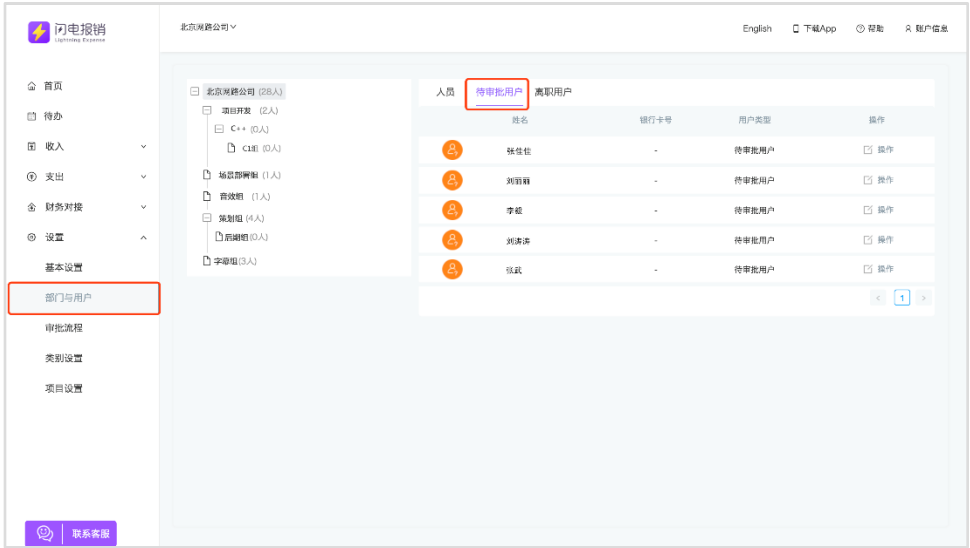 闪电报销
Lightning Expense
北京网路公司
English 下载App 帮助 账户信息
首页
待办
收入
支出
财务对接
设置
基本设置
部门与用户
审批流程
类别设置
项目设置
联系客服
北京网路公司 (28人)
项目开发 (2人)
C++ (0人)
C1组 (0人)
场景部署组 (1人)
音效组 (1人)
策划组 (4人)
后期组(0人)
字幕组(3人)
人员 待审批用户 离职用户
姓名 银行卡号 用户类型 操作
张佳佳 - 待审批用户 操作
刘丽丽 - 待审批用户 操作
李毅 - 待审批用户 操作
刘涛涛 - 待审批用户 操作
张武 - 待审批用户 操作
< 1 >